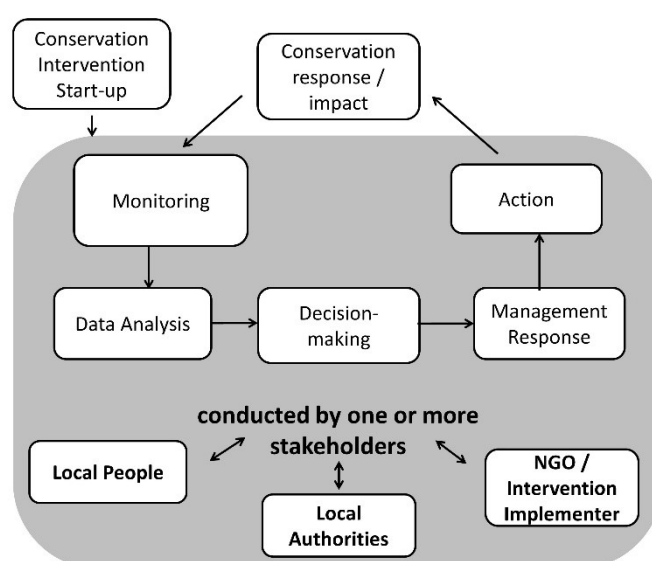 Conservation
Intervention
Start-up
Conservation
response /
impact
Monitoring
Action
Data Analysis
Decision-
making
Management
Response
conducted by one or more
stakeholders
Local People
Local
Authorities
NGO /
Intervention
Implementer